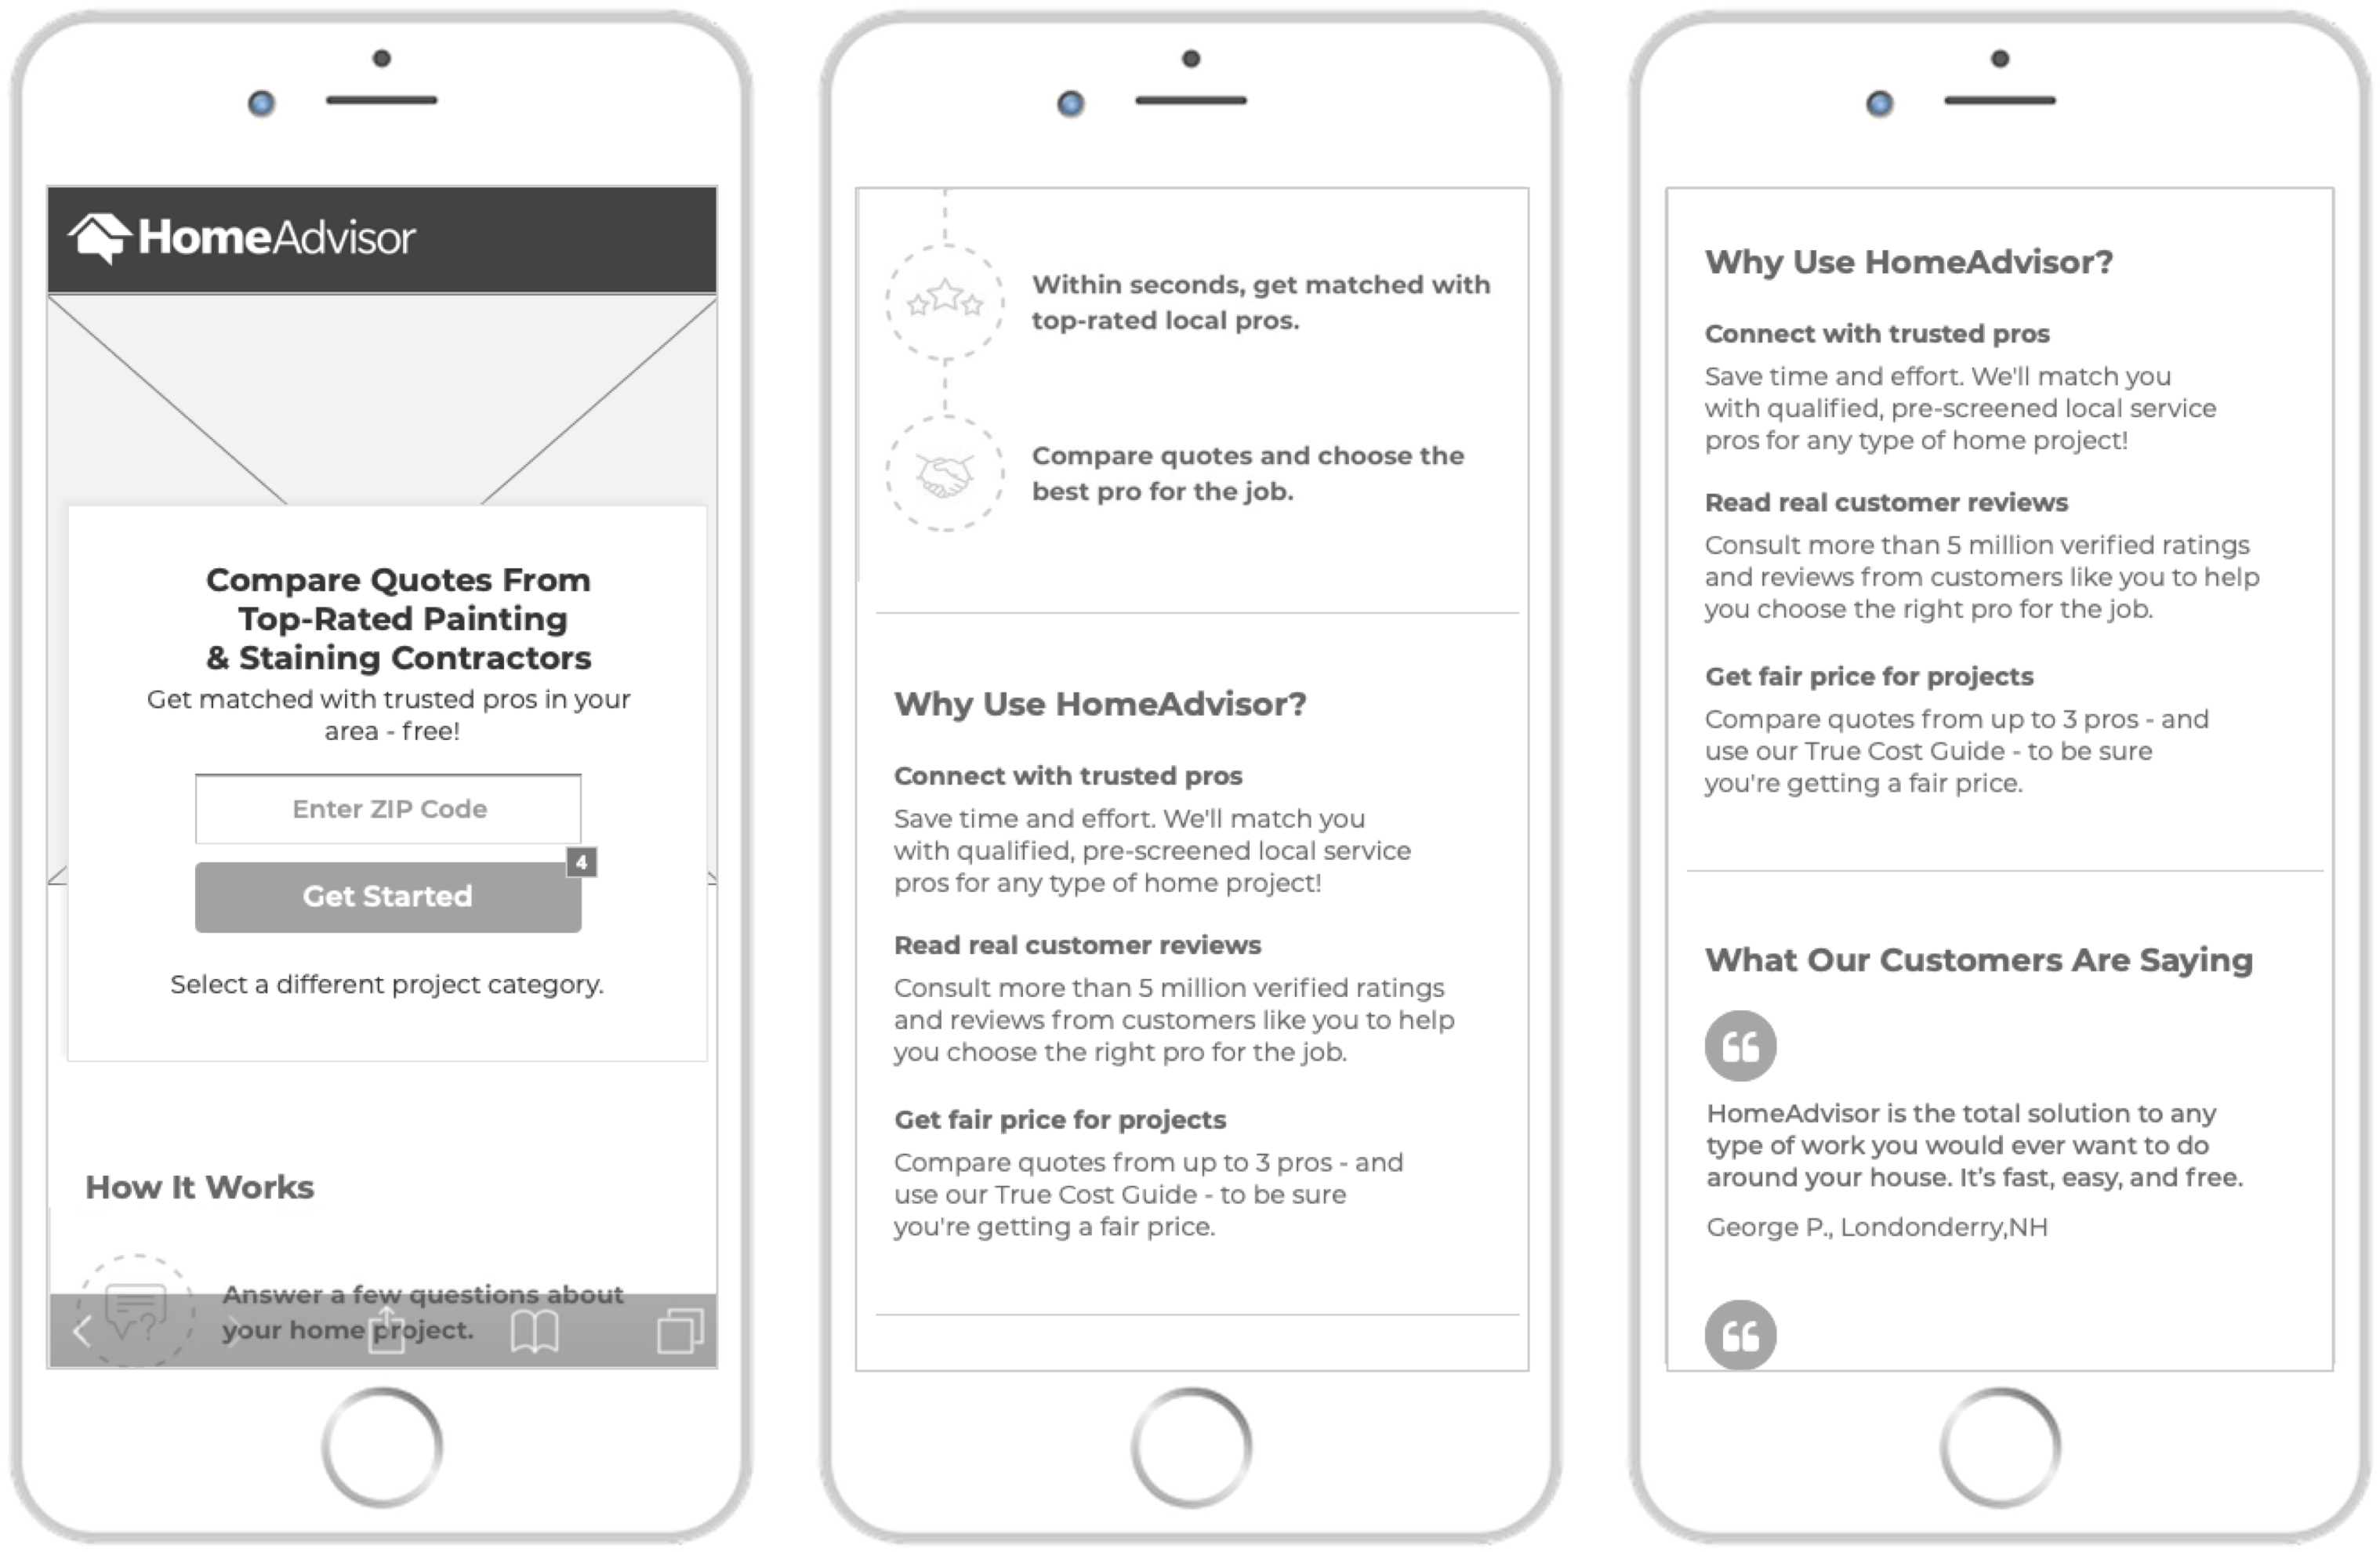 HomeAdvisor
Compare Quotes From
Top-Rated Painting
& Staining Contractors
Get matched with trusted pros in your
area - free!
Enter ZIP Code
4
Get Started
Select a different project category.
How It Works
Answer a few questions about
your home project.
Within seconds, get matched with
top-rated local pros.
Compare quotes and choose the
best pro for the job.
Why Use HomeAdvisor?
Connect with trusted pros
Save time and effort. We'll match you
with qualified, pre-screened local service
pros for any type of home project!
Read real customer reviews
Consult more than 5 million verified ratings
and reviews from customers like you to help
you choose the right pro for the job.
Get fair price for projects
Compare quotes from up to 3 pros - and
use our True Cost Guide - to be sure
you're getting a fair price.
Why Use HomeAdvisor?
Connect with trusted pros
Save time and effort. We'll match you
with qualified, pre-screened local service
pros for any type of home project!
Read real customer reviews
Consult more than 5 million verified ratings
and reviews from customers like you to help
you choose the right pro for the job.
Get fair price for projects
Compare quotes from up to 3 pros - and
use our True Cost Guide - to be sure
you're getting a fair price.
What Our Customers Are Saying
HomeAdvisor is the total solution to any
type of work you would ever want to do
around your house. It’s fast, easy, and free.
George P., Londonderry,NH